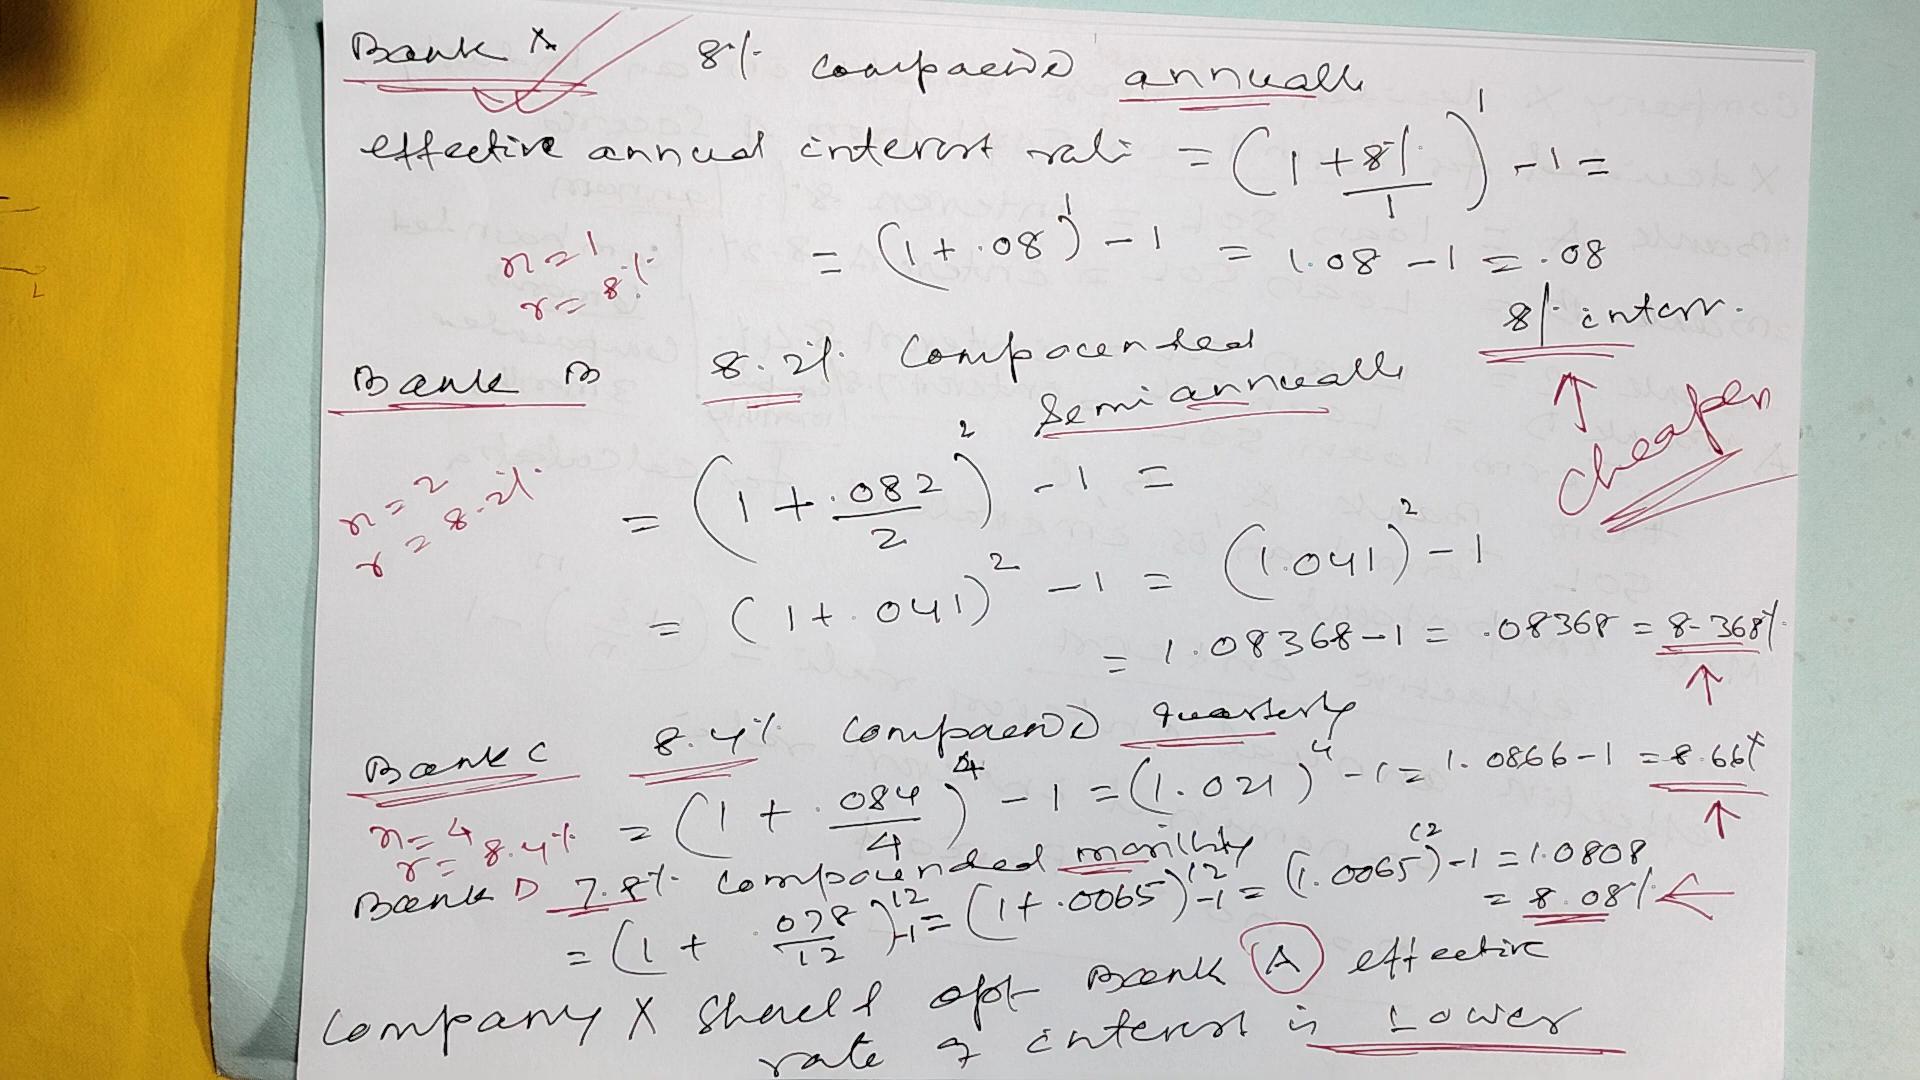 Bank A 8% compound annually
effective annual interest rate = (1 + 8%/1)^1 - 1 =
n = 1
r = 8%
= (1 + .08)^1 - 1 = 1.08 - 1 = .08
8% interr.
cheaper
Bank B 8.2% compounded
semi annually
n = 2
r = 8.2%
= (1 + .082/2)^2 - 1 =
= (1 + .041)^2 - 1 = (1.041)^2 - 1
= 1.08368 - 1 = .08368 = 8.368%
Bank C 8.4% compound quarterly
n = 4
r = 8.4%
= (1 + .084/4)^4 - 1 = (1.021)^4 - 1 = 1.0866 - 1 = 8.66%
Bank D 7.8% compounded monthly
= (1 + .078/12)^12 - 1 = (1 + .0065)^12 - 1 = (1.0065)^12 - 1 = 1.0808
= 8.08%
Company X should opt Bank A effective
rate of interest is Lower